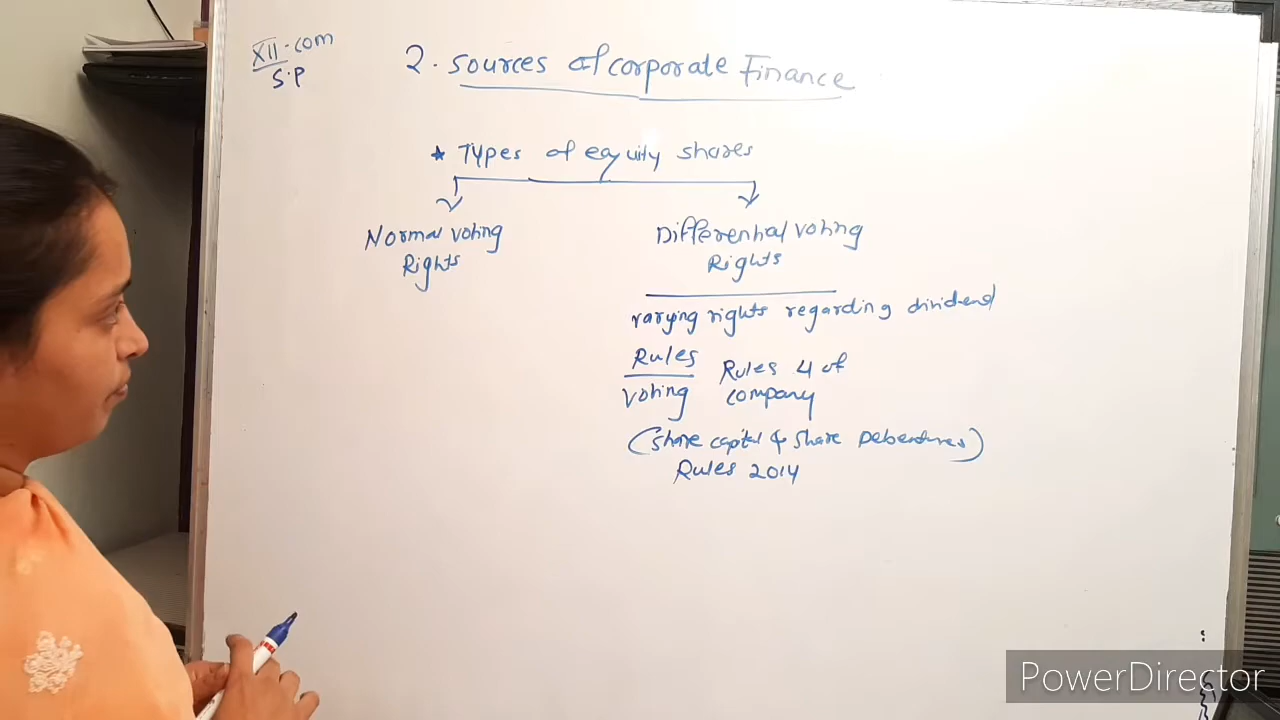 XII-com
S.P
2. Sources of corporate Finance
* Types of equity shares
Normal Voting
Rights
Differential Voting
Rights
varying rights regarding dividend
Rules
Voting
Rules 4 of
company
(Share capital & share Debentures)
Rules 2014
PowerDirector